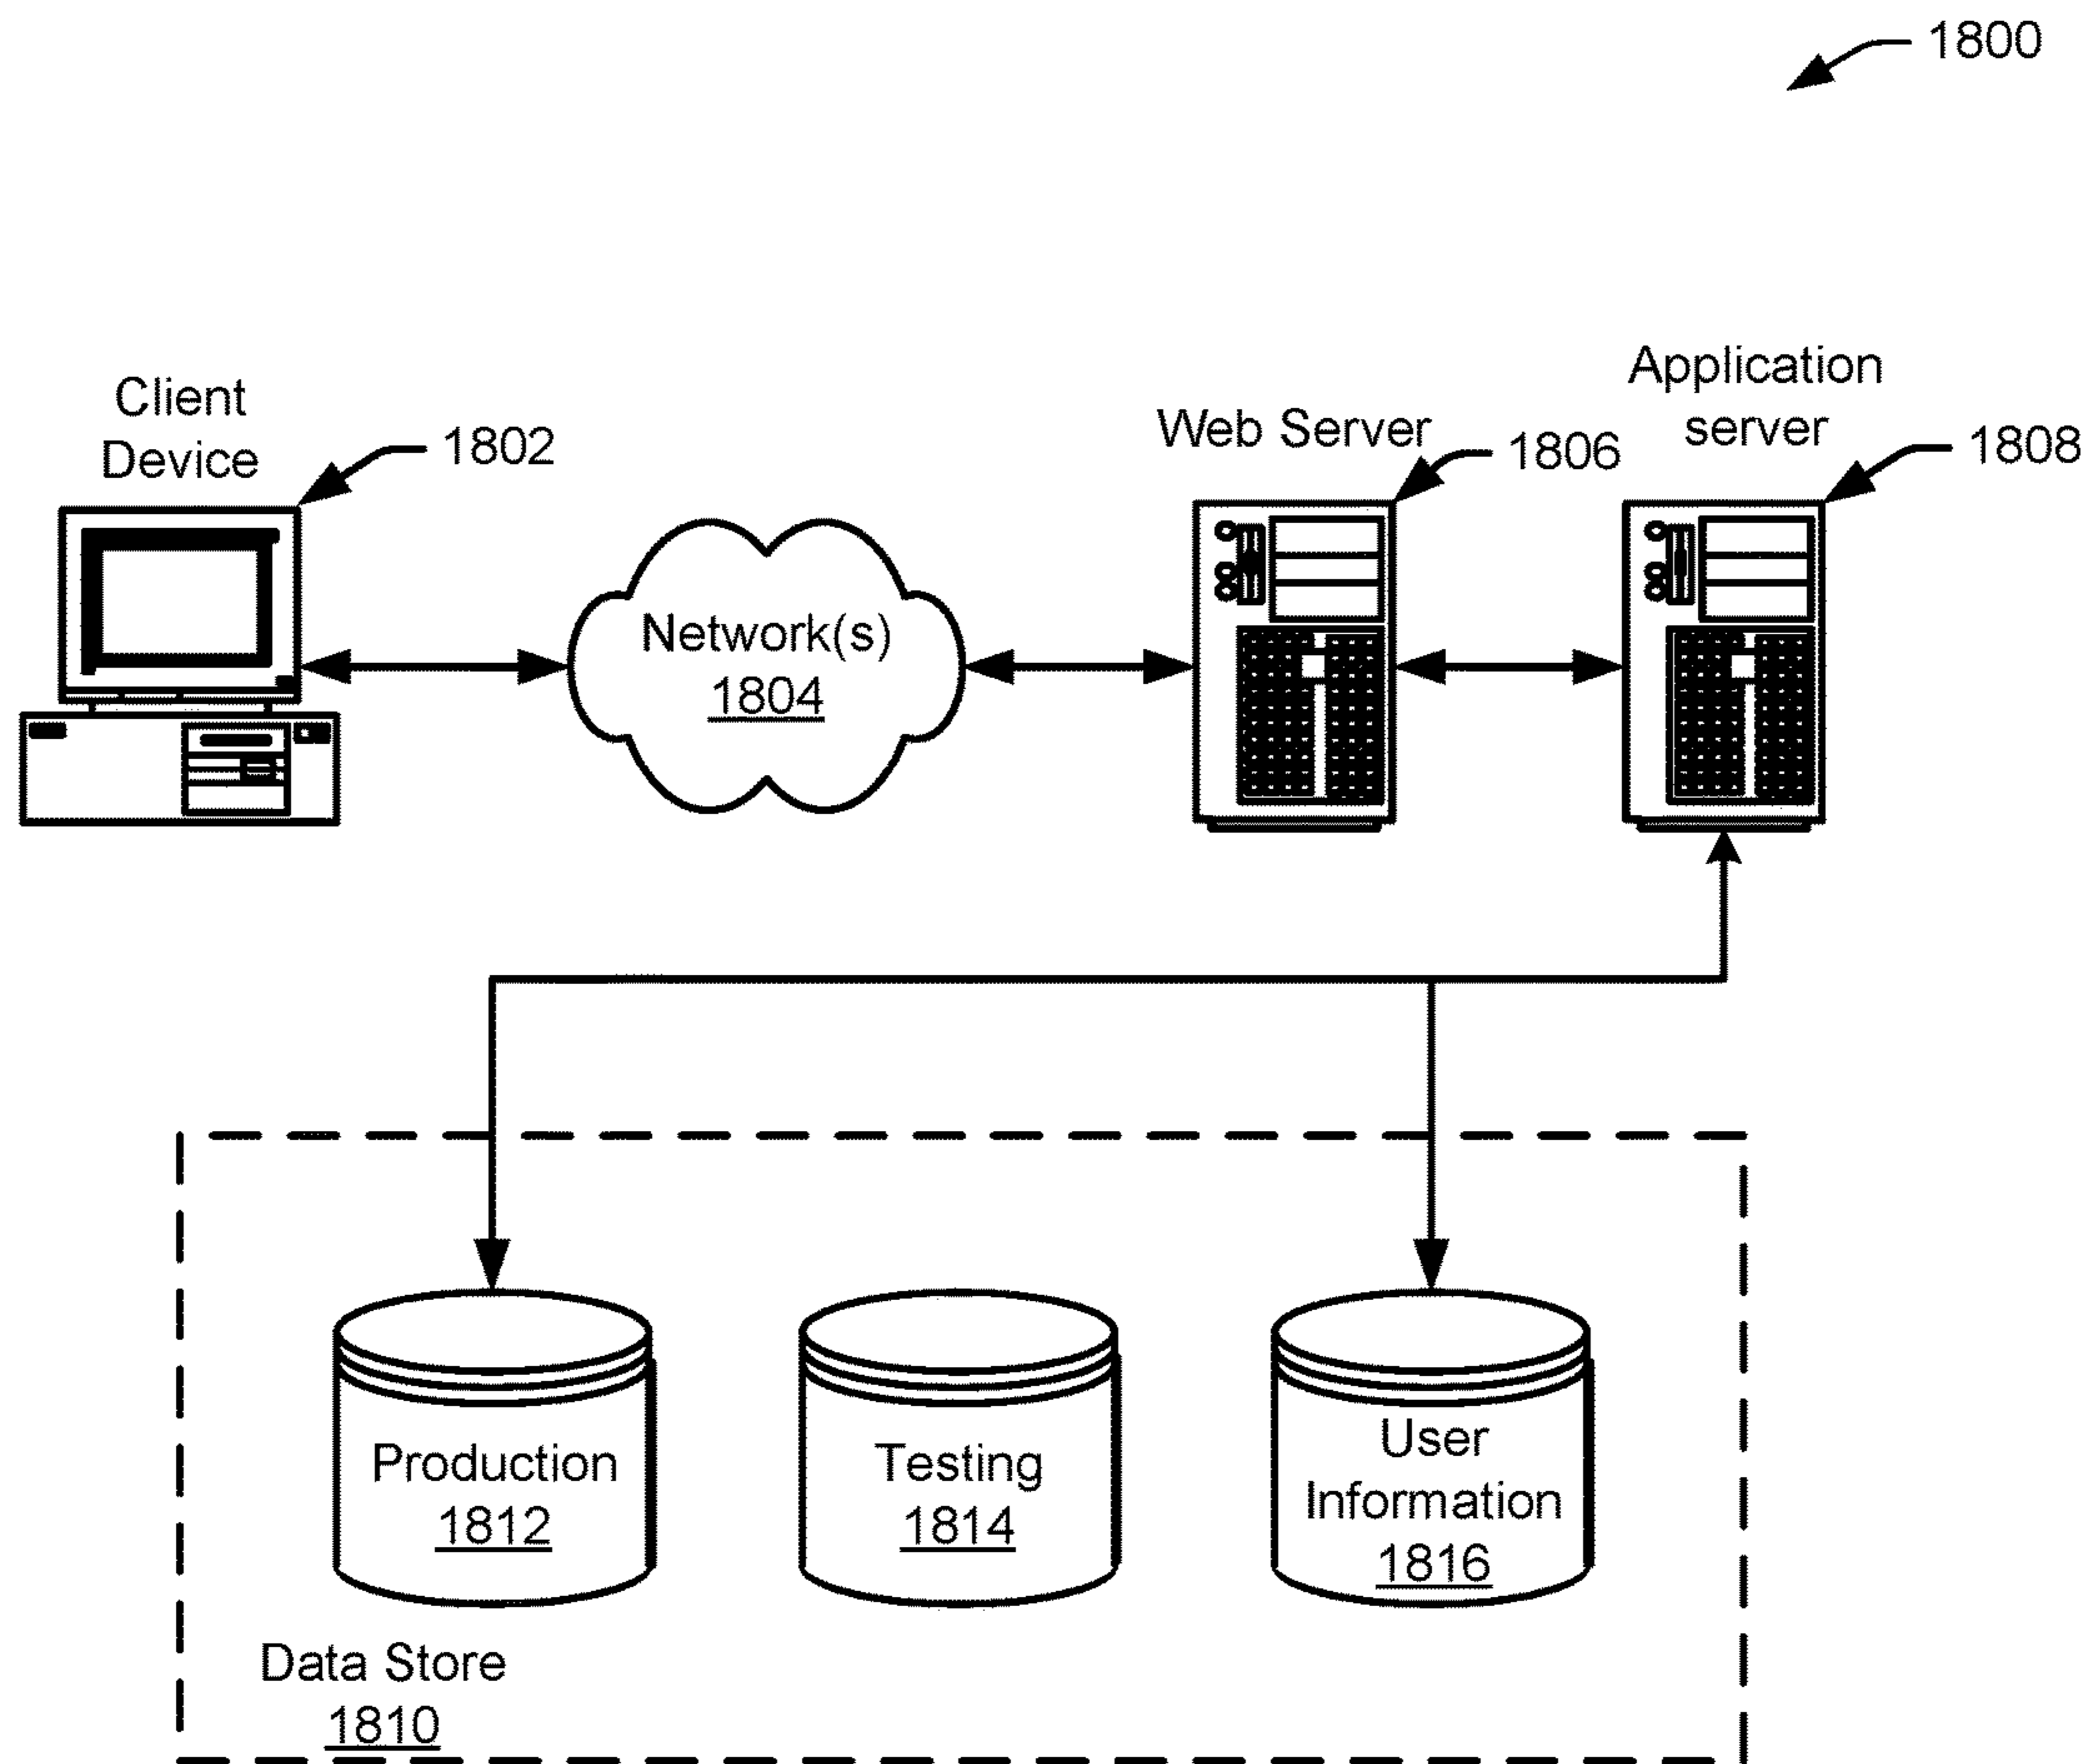 1800
Client
Device
1802
Network(s)
1804
Web Server
1806
Application
server
1808
Production
1812
Testing
1814
User
Information
1816
Data Store
1810